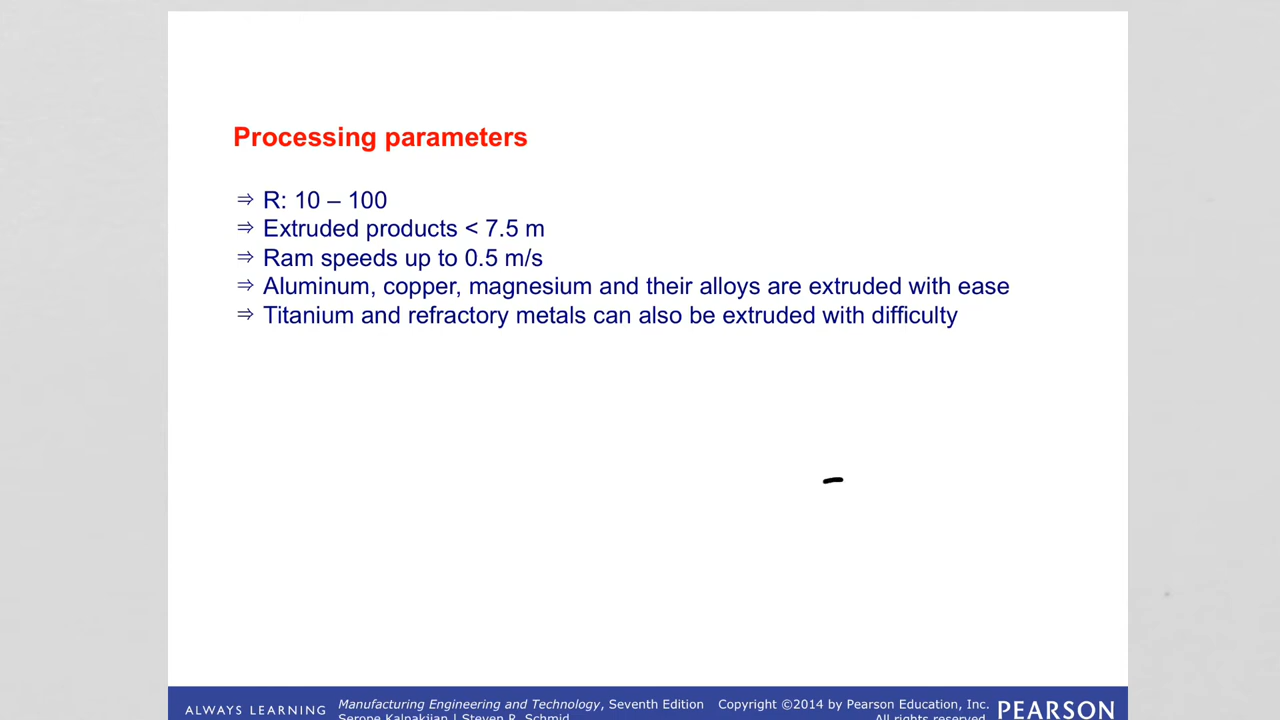 Processing parameters
⇒ R: 10 – 100
⇒ Extruded products < 7.5 m
⇒ Ram speeds up to 0.5 m/s
⇒ Aluminum, copper, magnesium and their alloys are extruded with ease
⇒ Titanium and refractory metals can also be extruded with difficulty
ALWAYS LEARNING
Manufacturing Engineering and Technology, Seventh Edition
Serope Kalpakjian | Steven R. Schmid
Copyright ©2014 by Pearson Education, Inc.
All rights reserved.
PEARSON